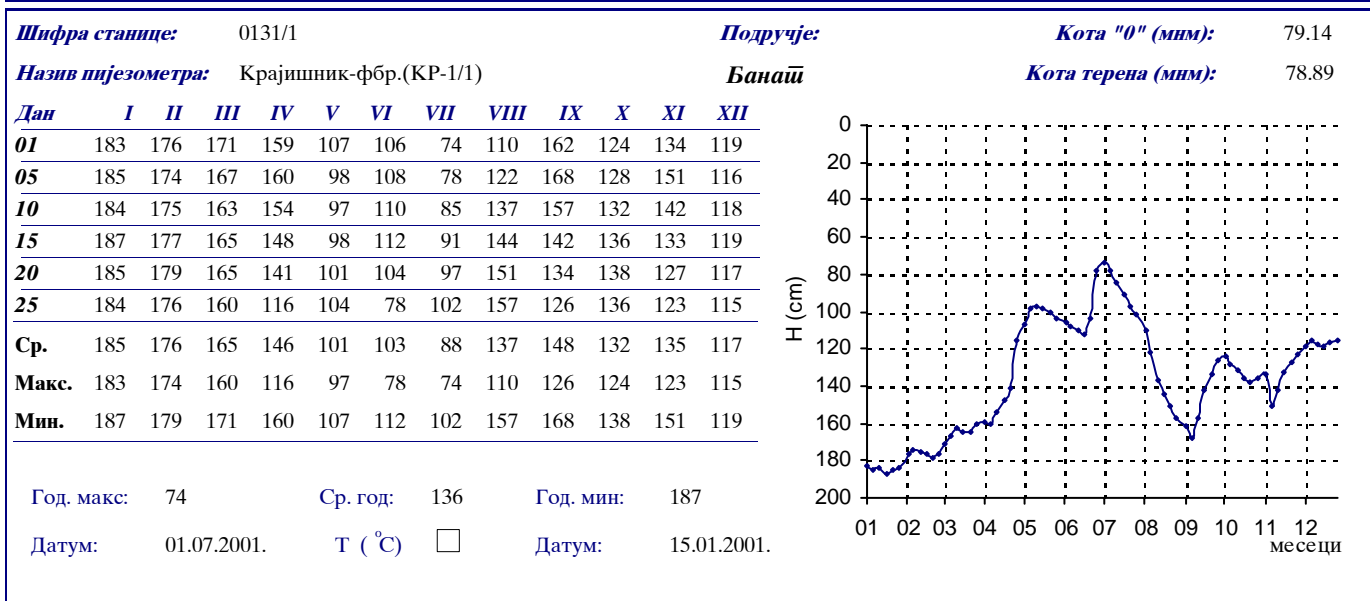 Шифра станице: 0131/1 Подручје: Кота "0" (мнм): 79.14
Назив пијезометра: Крајишник-фбр.(KP-1/1) Банат Кота терена (мнм): 78.89
Дан I II III IV V VI VII VIII IX X XI XII
01 183 176 171 159 107 106 74 110 162 124 134 119
05 185 174 167 160 98 108 78 122 168 128 151 116
10 184 175 163 154 97 110 85 137 157 132 142 118
15 187 177 165 148 98 112 91 144 142 136 133 119
20 185 179 165 141 101 104 97 151 134 138 127 117
25 184 176 160 116 104 78 102 157 126 136 123 115
Ср. 185 176 165 146 101 103 88 137 148 132 135 117
Макс. 183 174 160 116 97 78 74 110 126 124 123 115
Мин. 187 179 171 160 107 112 102 157 168 138 151 119
Год. макс: 74 Ср. год: 136 Год. мин: 187
Датум: 01.07.2001. T ( °C) Датум: 15.01.2001.
H (cm)
0
20
40
60
80
100
120
140
160
180
200
01 02 03 04 05 06 07 08 09 10 11 12
месеци